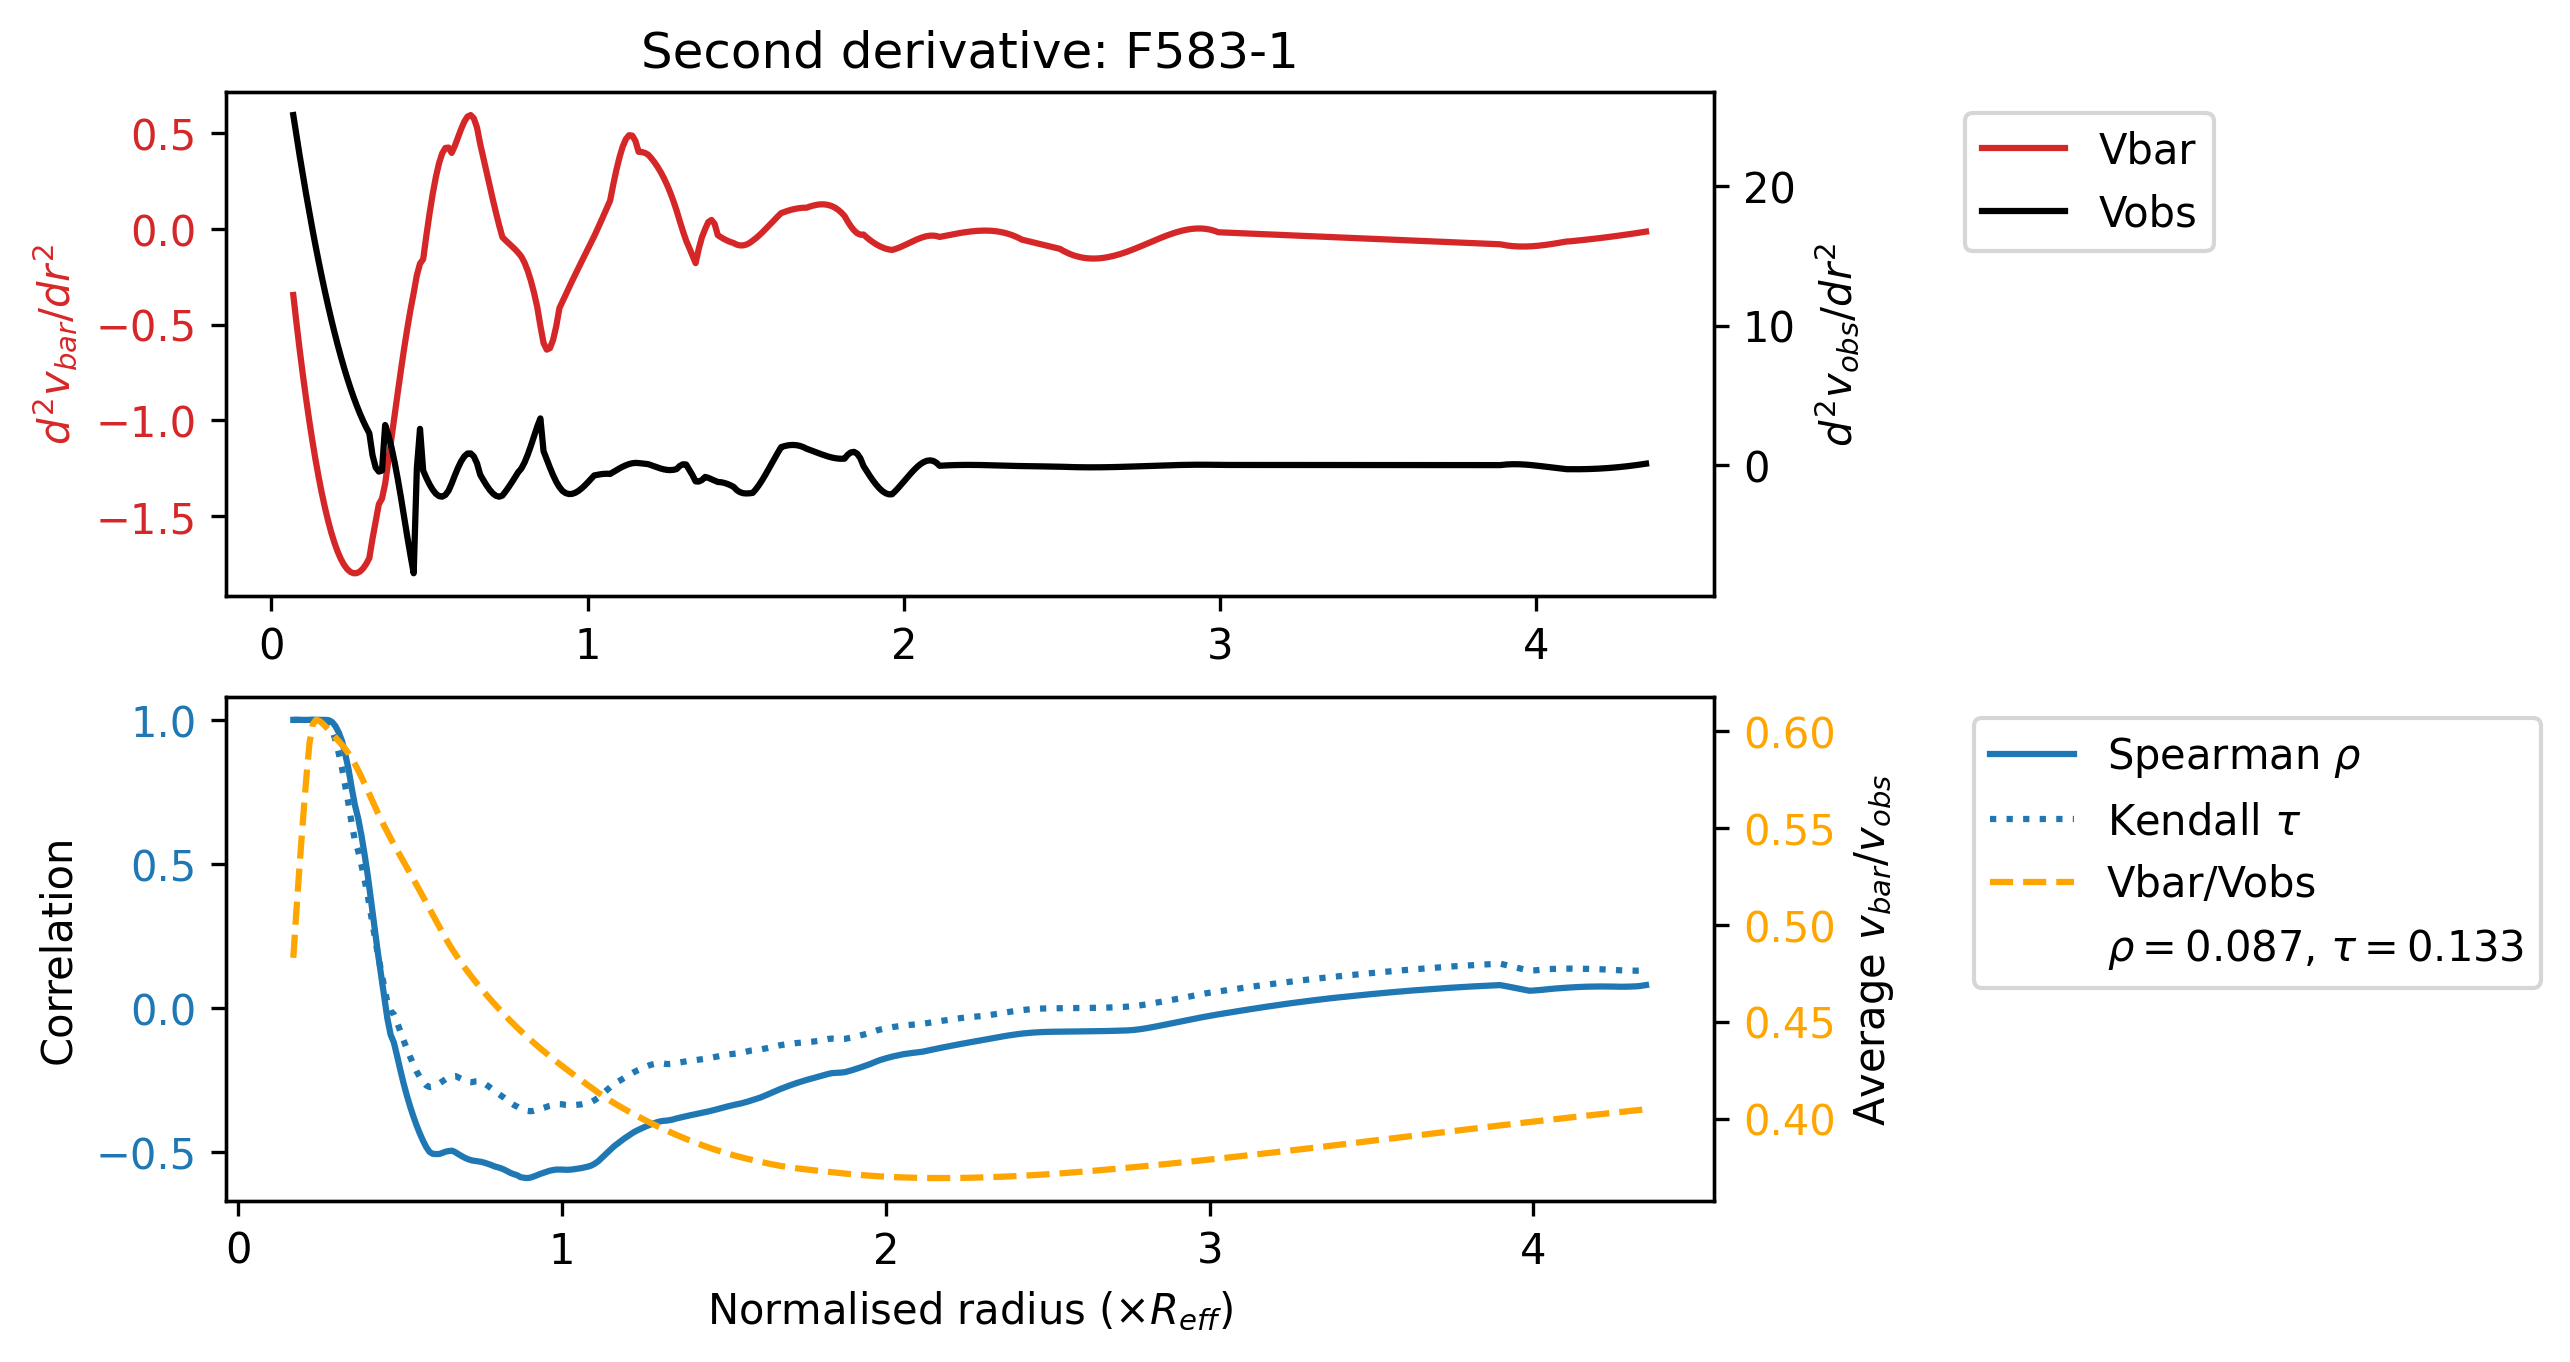 Second derivative: F583-1
0.5
0.0
−0.5
−1.0
−1.5
d²v_bar/dr²
20
10
0
d²v_obs/dr²
0 1 2 3 4
Vbar
Vobs
1.0
0.5
0.0
−0.5
Correlation
0.60
0.55
0.50
0.45
0.40
Average v_bar/v_obs
0 1 2 3 4
Normalised radius (×R_eff)
Spearman ρ
Kendall τ
Vbar/Vobs
ρ = 0.087, τ = 0.133